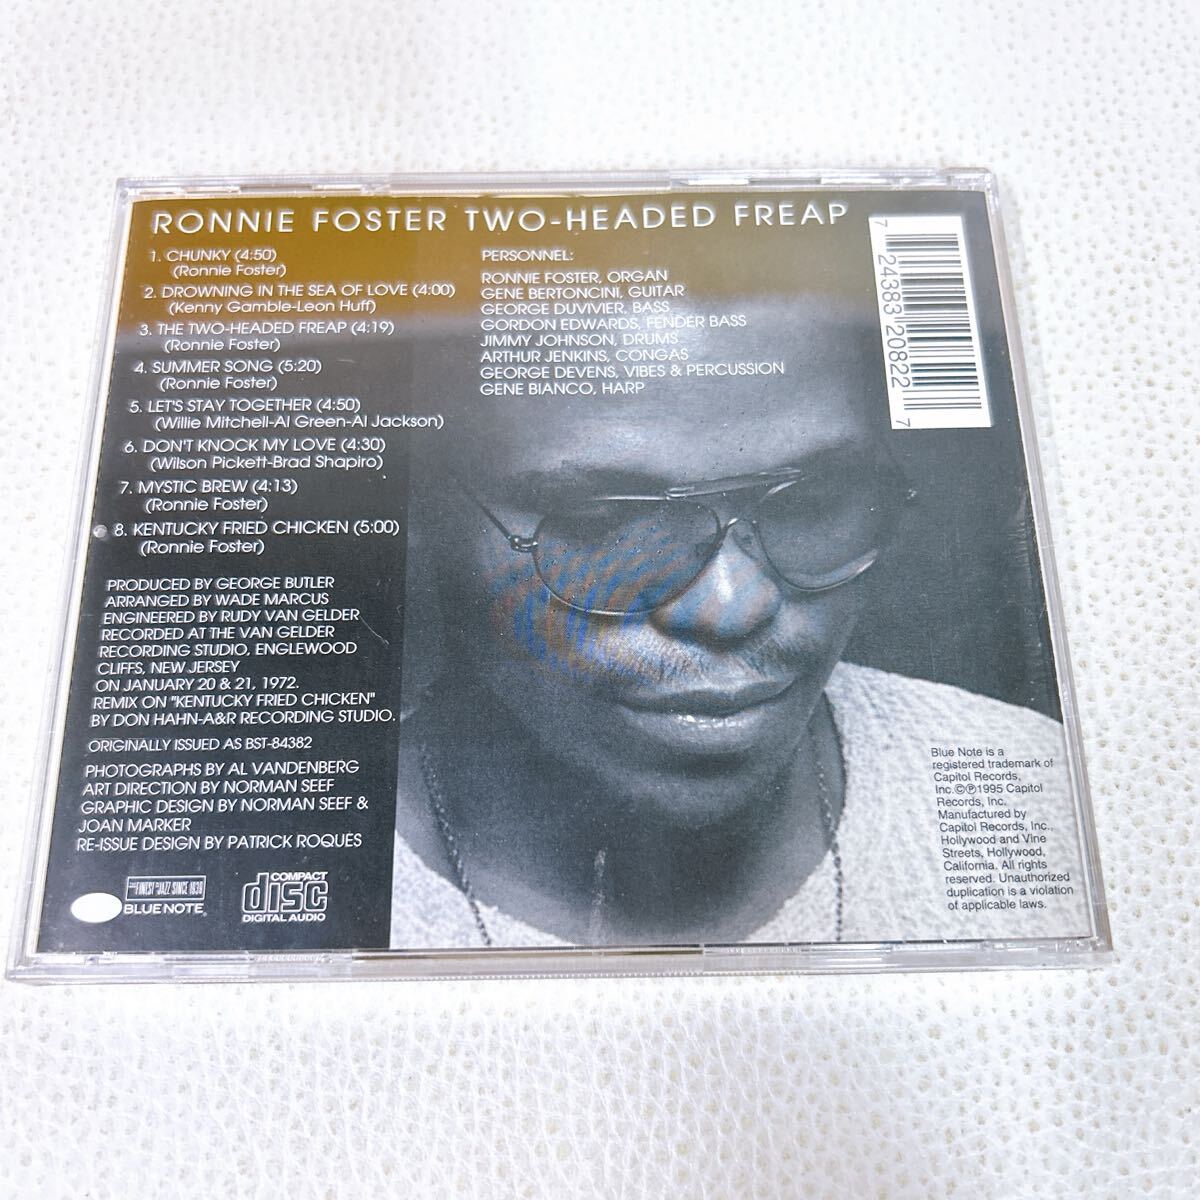 RONNIE FOSTER TWO-HEADED FREAP
1. CHUNKY (4:50)
(Ronnie Foster)
2. DROWNING IN THE SEA OF LOVE (4:00)
(Kenny Gamble-Leon Huff)
3. THE TWO-HEADED FREAP (4:19)
(Ronnie Foster)
4. SUMMER SONG (5:20)
(Ronnie Foster)
5. LET'S STAY TOGETHER (4:50)
(Willie Mitchell-Al Green-Al Jackson)
6. DON'T KNOCK MY LOVE (4:30)
(Wilson Pickett-Brad Shapiro)
7. MYSTIC BREW (4:13)
(Ronnie Foster)
8. KENTUCKY FRIED CHICKEN (5:00)
(Ronnie Foster)
PERSONNEL:
RONNIE FOSTER, ORGAN
GENE BERTONCINI, GUITAR
GEORGE DUVIVIER, BASS
GORDON EDWARDS, FENDER BASS
JIMMY JOHNSON, DRUMS
ARTHUR JENKINS, CONGAS
GEORGE DEVENS, VIBES & PERCUSSION
GENE BIANCO, HARP
7 24383 20822 7
PRODUCED BY GEORGE BUTLER
ARRANGED BY WADE MARCUS
ENGINEERED BY RUDY VAN GELDER
RECORDED AT THE VAN GELDER
RECORDING STUDIO, ENGLEWOOD
CLIFFS, NEW JERSEY
ON JANUARY 20 & 21, 1972.
REMIX ON "KENTUCKY FRIED CHICKEN"
BY DON HAHN-A&R RECORDING STUDIO.
ORIGINALLY ISSUED AS BST-84382
PHOTOGRAPHS BY AL VANDENBERG
ART DIRECTION BY NORMAN SEEF
GRAPHIC DESIGN BY NORMAN SEEF &
JOAN MARKER
RE-ISSUE DESIGN BY PATRICK ROQUES
THE FINEST IN JAZZ SINCE 1939
BLUE NOTE
COMPACT
disc
DIGITAL AUDIO
Blue Note is a
registered trademark of
Capitol Records,
Inc.©℗1995 Capitol
Records, Inc.
Manufactured by
Capitol Records, Inc.,
Hollywood and Vine
Streets, Hollywood,
California. All rights
reserved. Unauthorized
duplication is a violation
of applicable laws.